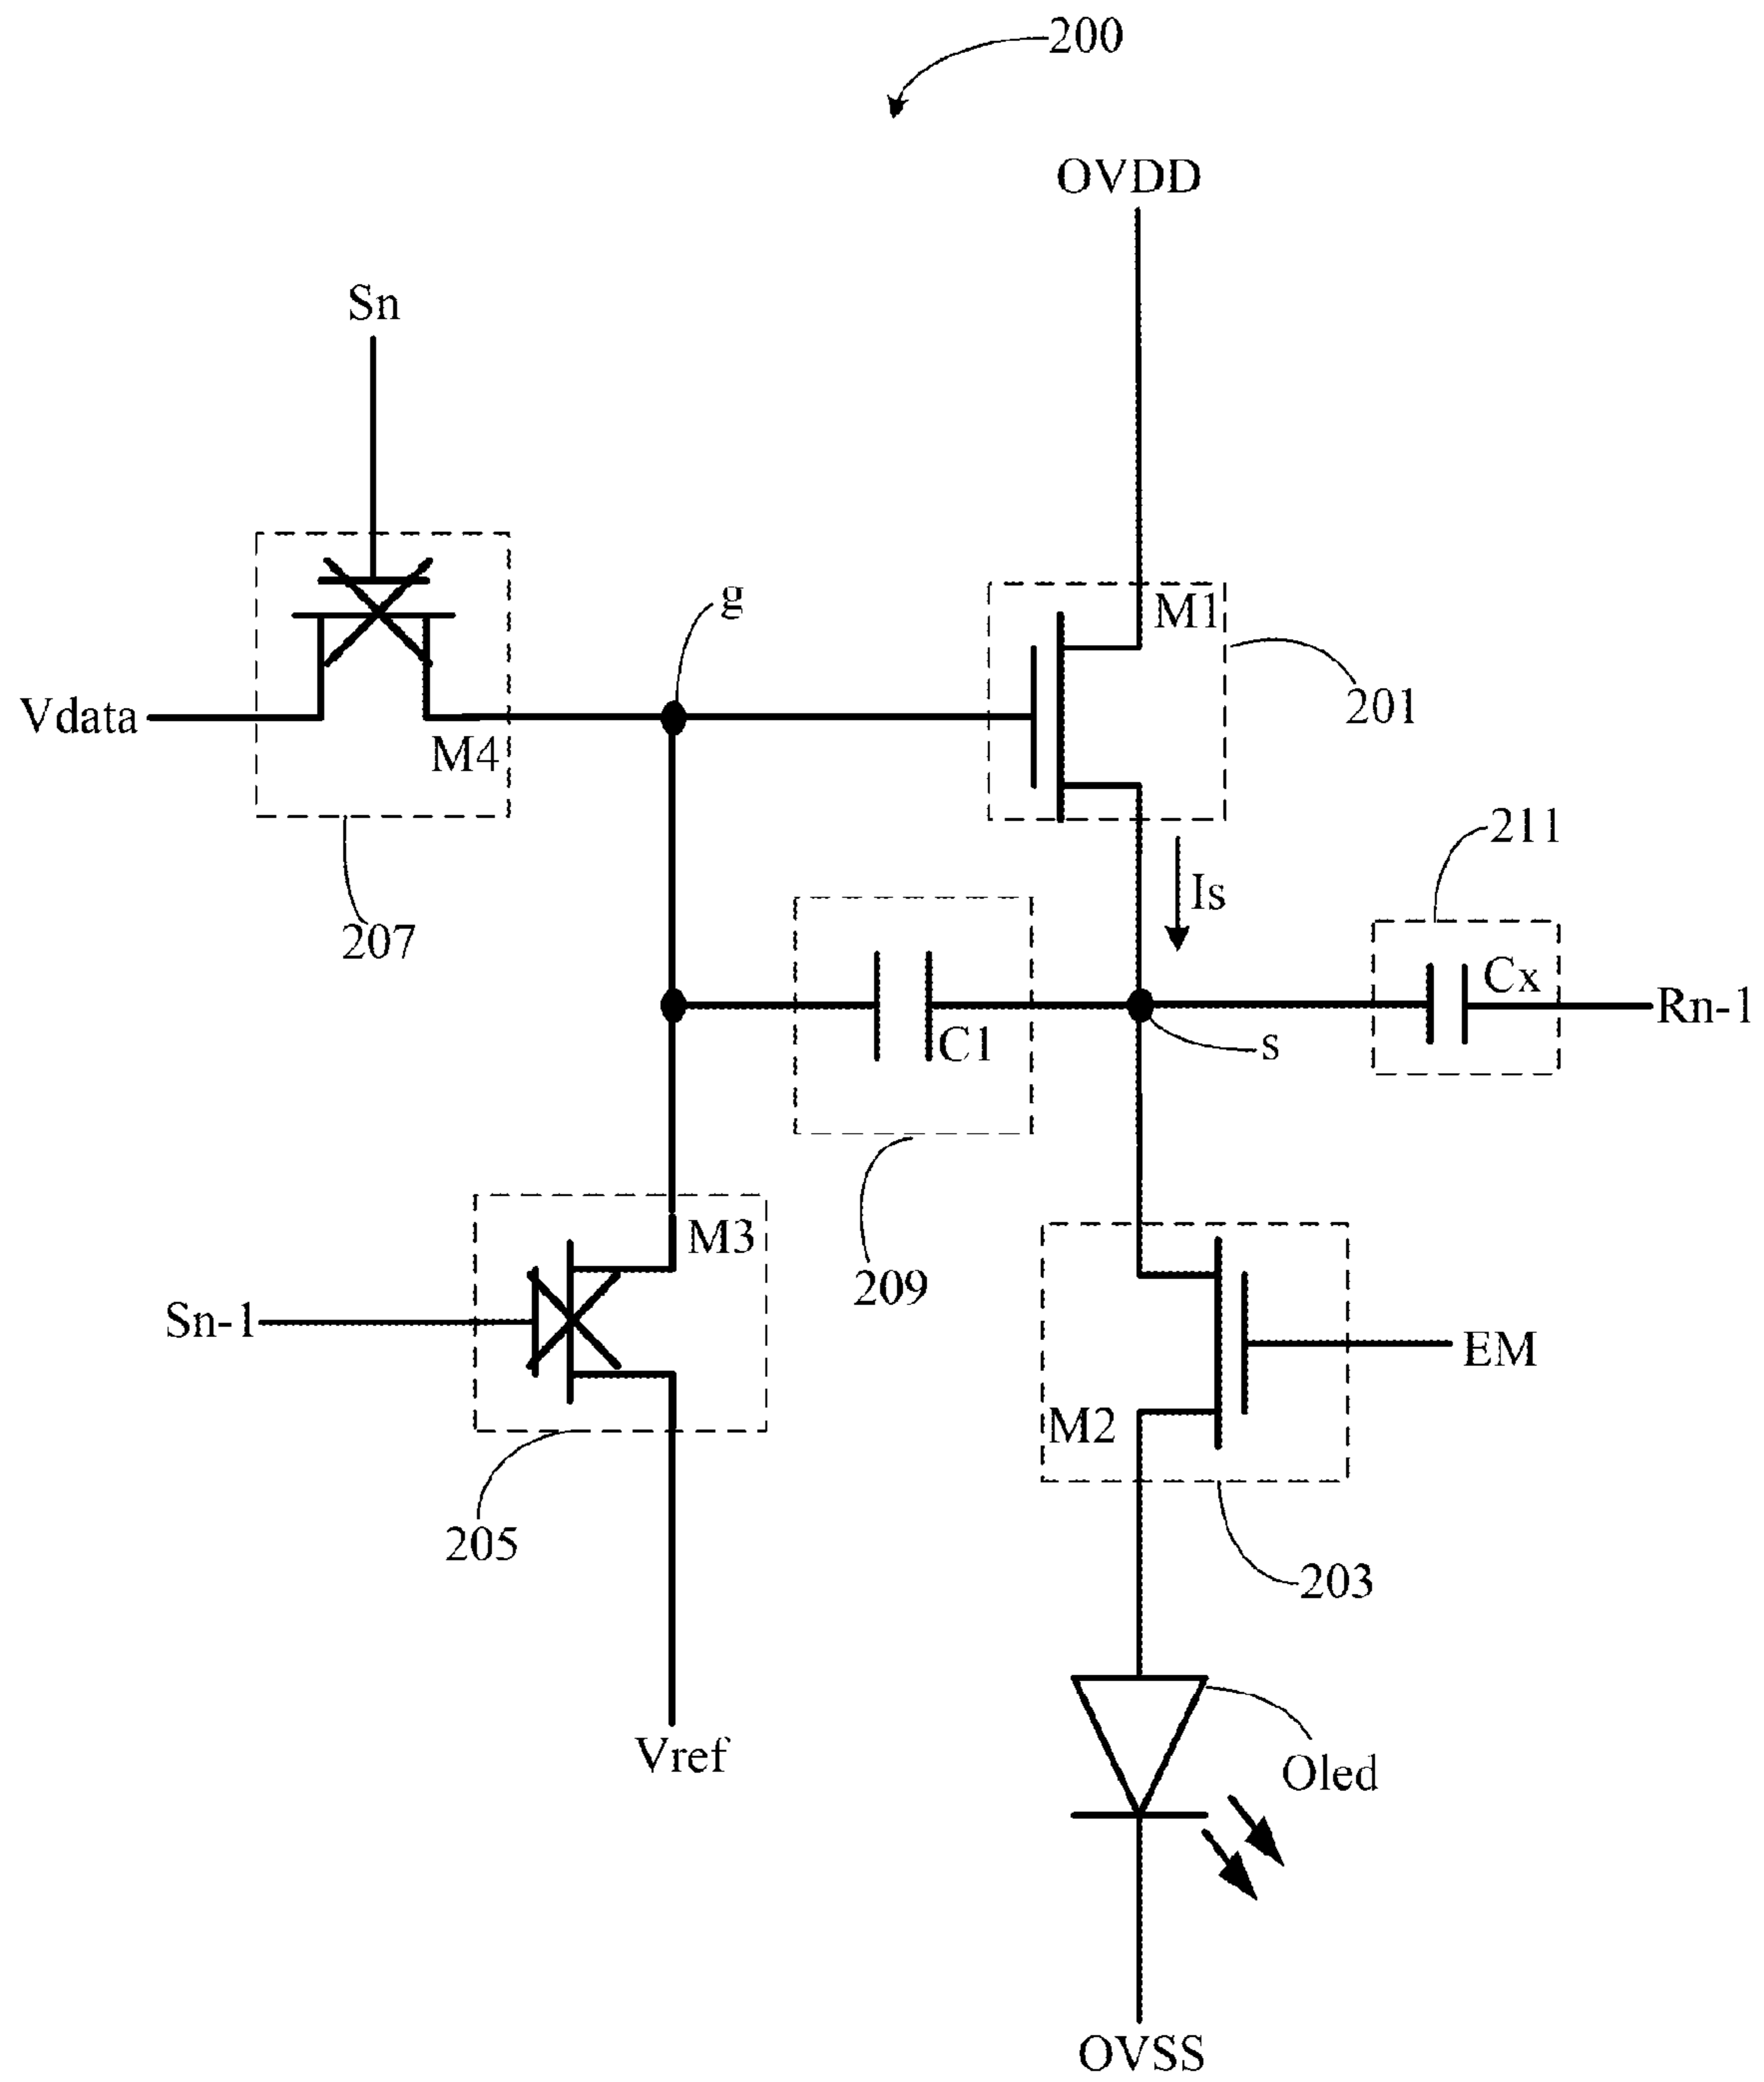 200
OVDD
Sn
M1
g
201
Vdata
M4
211
Is
207
Cx
Rn-1
C1
s
M3
209
Sn-1
EM
M2
205
203
Vref
Oled
OVSS